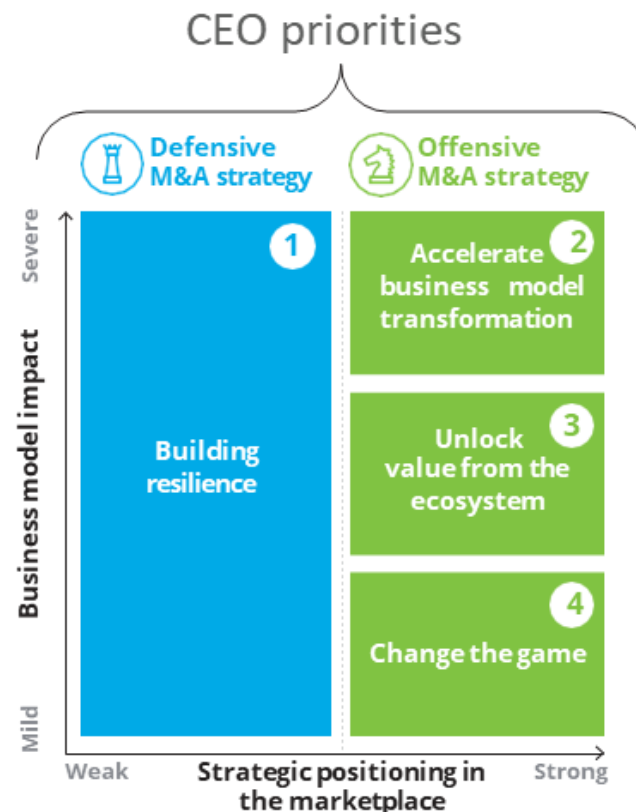 CEO priorities
Defensive
M&A strategy
Offensive
M&A strategy
Severe
Business model impact
Mild
1
Building
resilience
2
Accelerate
business model
transformation
3
Unlock
value from the
ecosystem
4
Change the game
Weak
Strategic positioning in
the marketplace
Strong